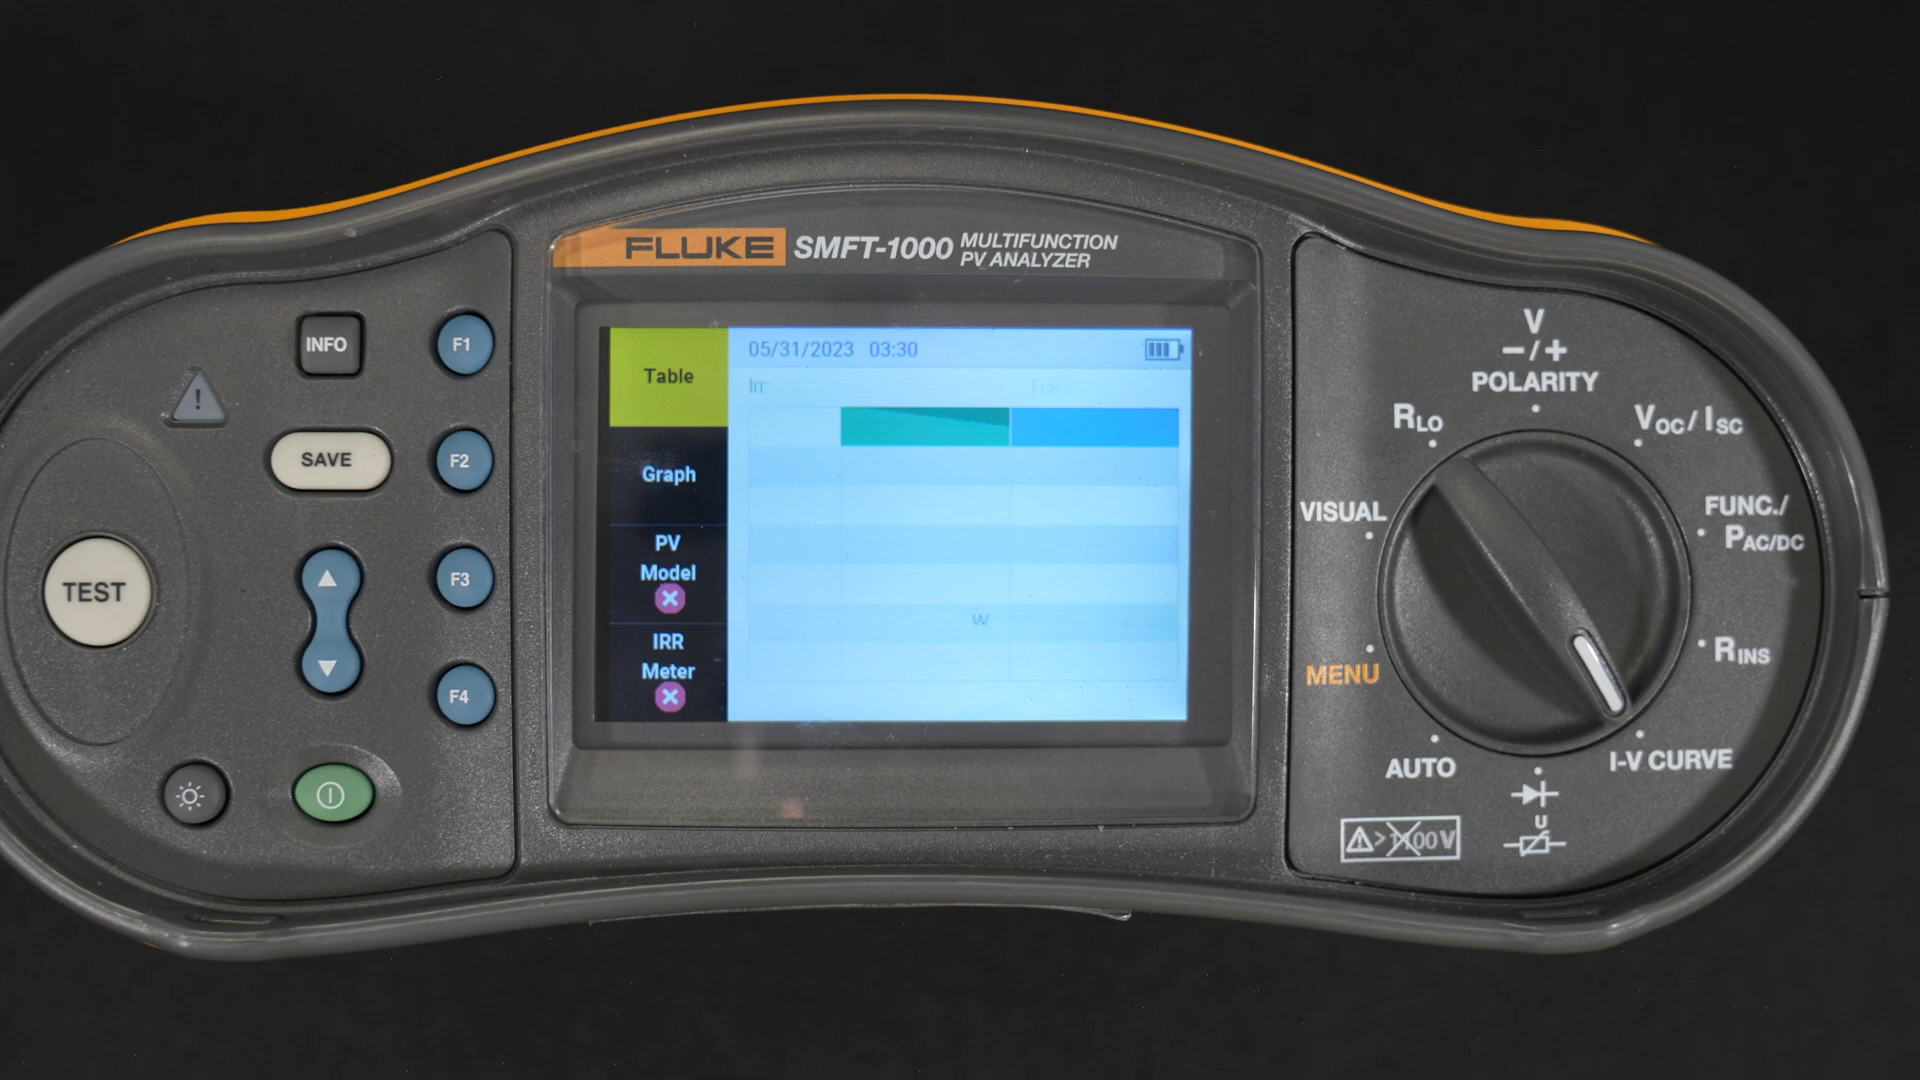 FLUKE SMFT-1000 MULTIFUNCTION
PV ANALYZER
INFO
F1
SAVE
F2
TEST
F3
F4
Table
Graph
PV
Model
IRR
Meter
05/31/2023 03:30
W
V
-/+
POLARITY
RLO
VOC/ISC
VISUAL
FUNC./
PAC/DC
MENU
RINS
AUTO
I-V CURVE
U
> 1100 V